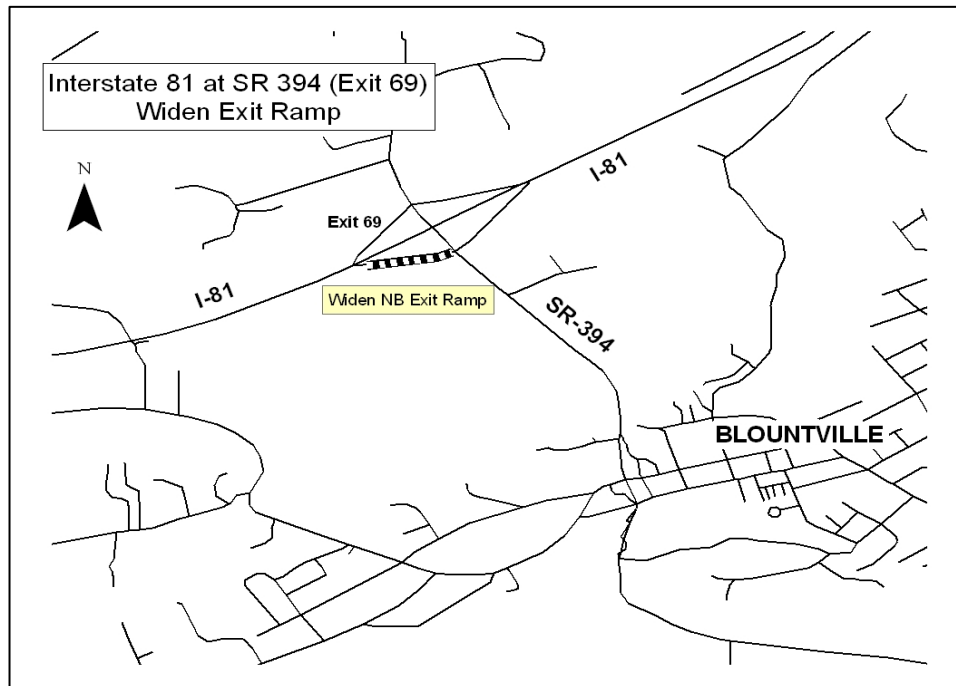 Interstate 81 at SR 394 (Exit 69)
Widen Exit Ramp
N
I-81
Exit 69
I-81
Widen NB Exit Ramp
SR-394
BLOUNTVILLE